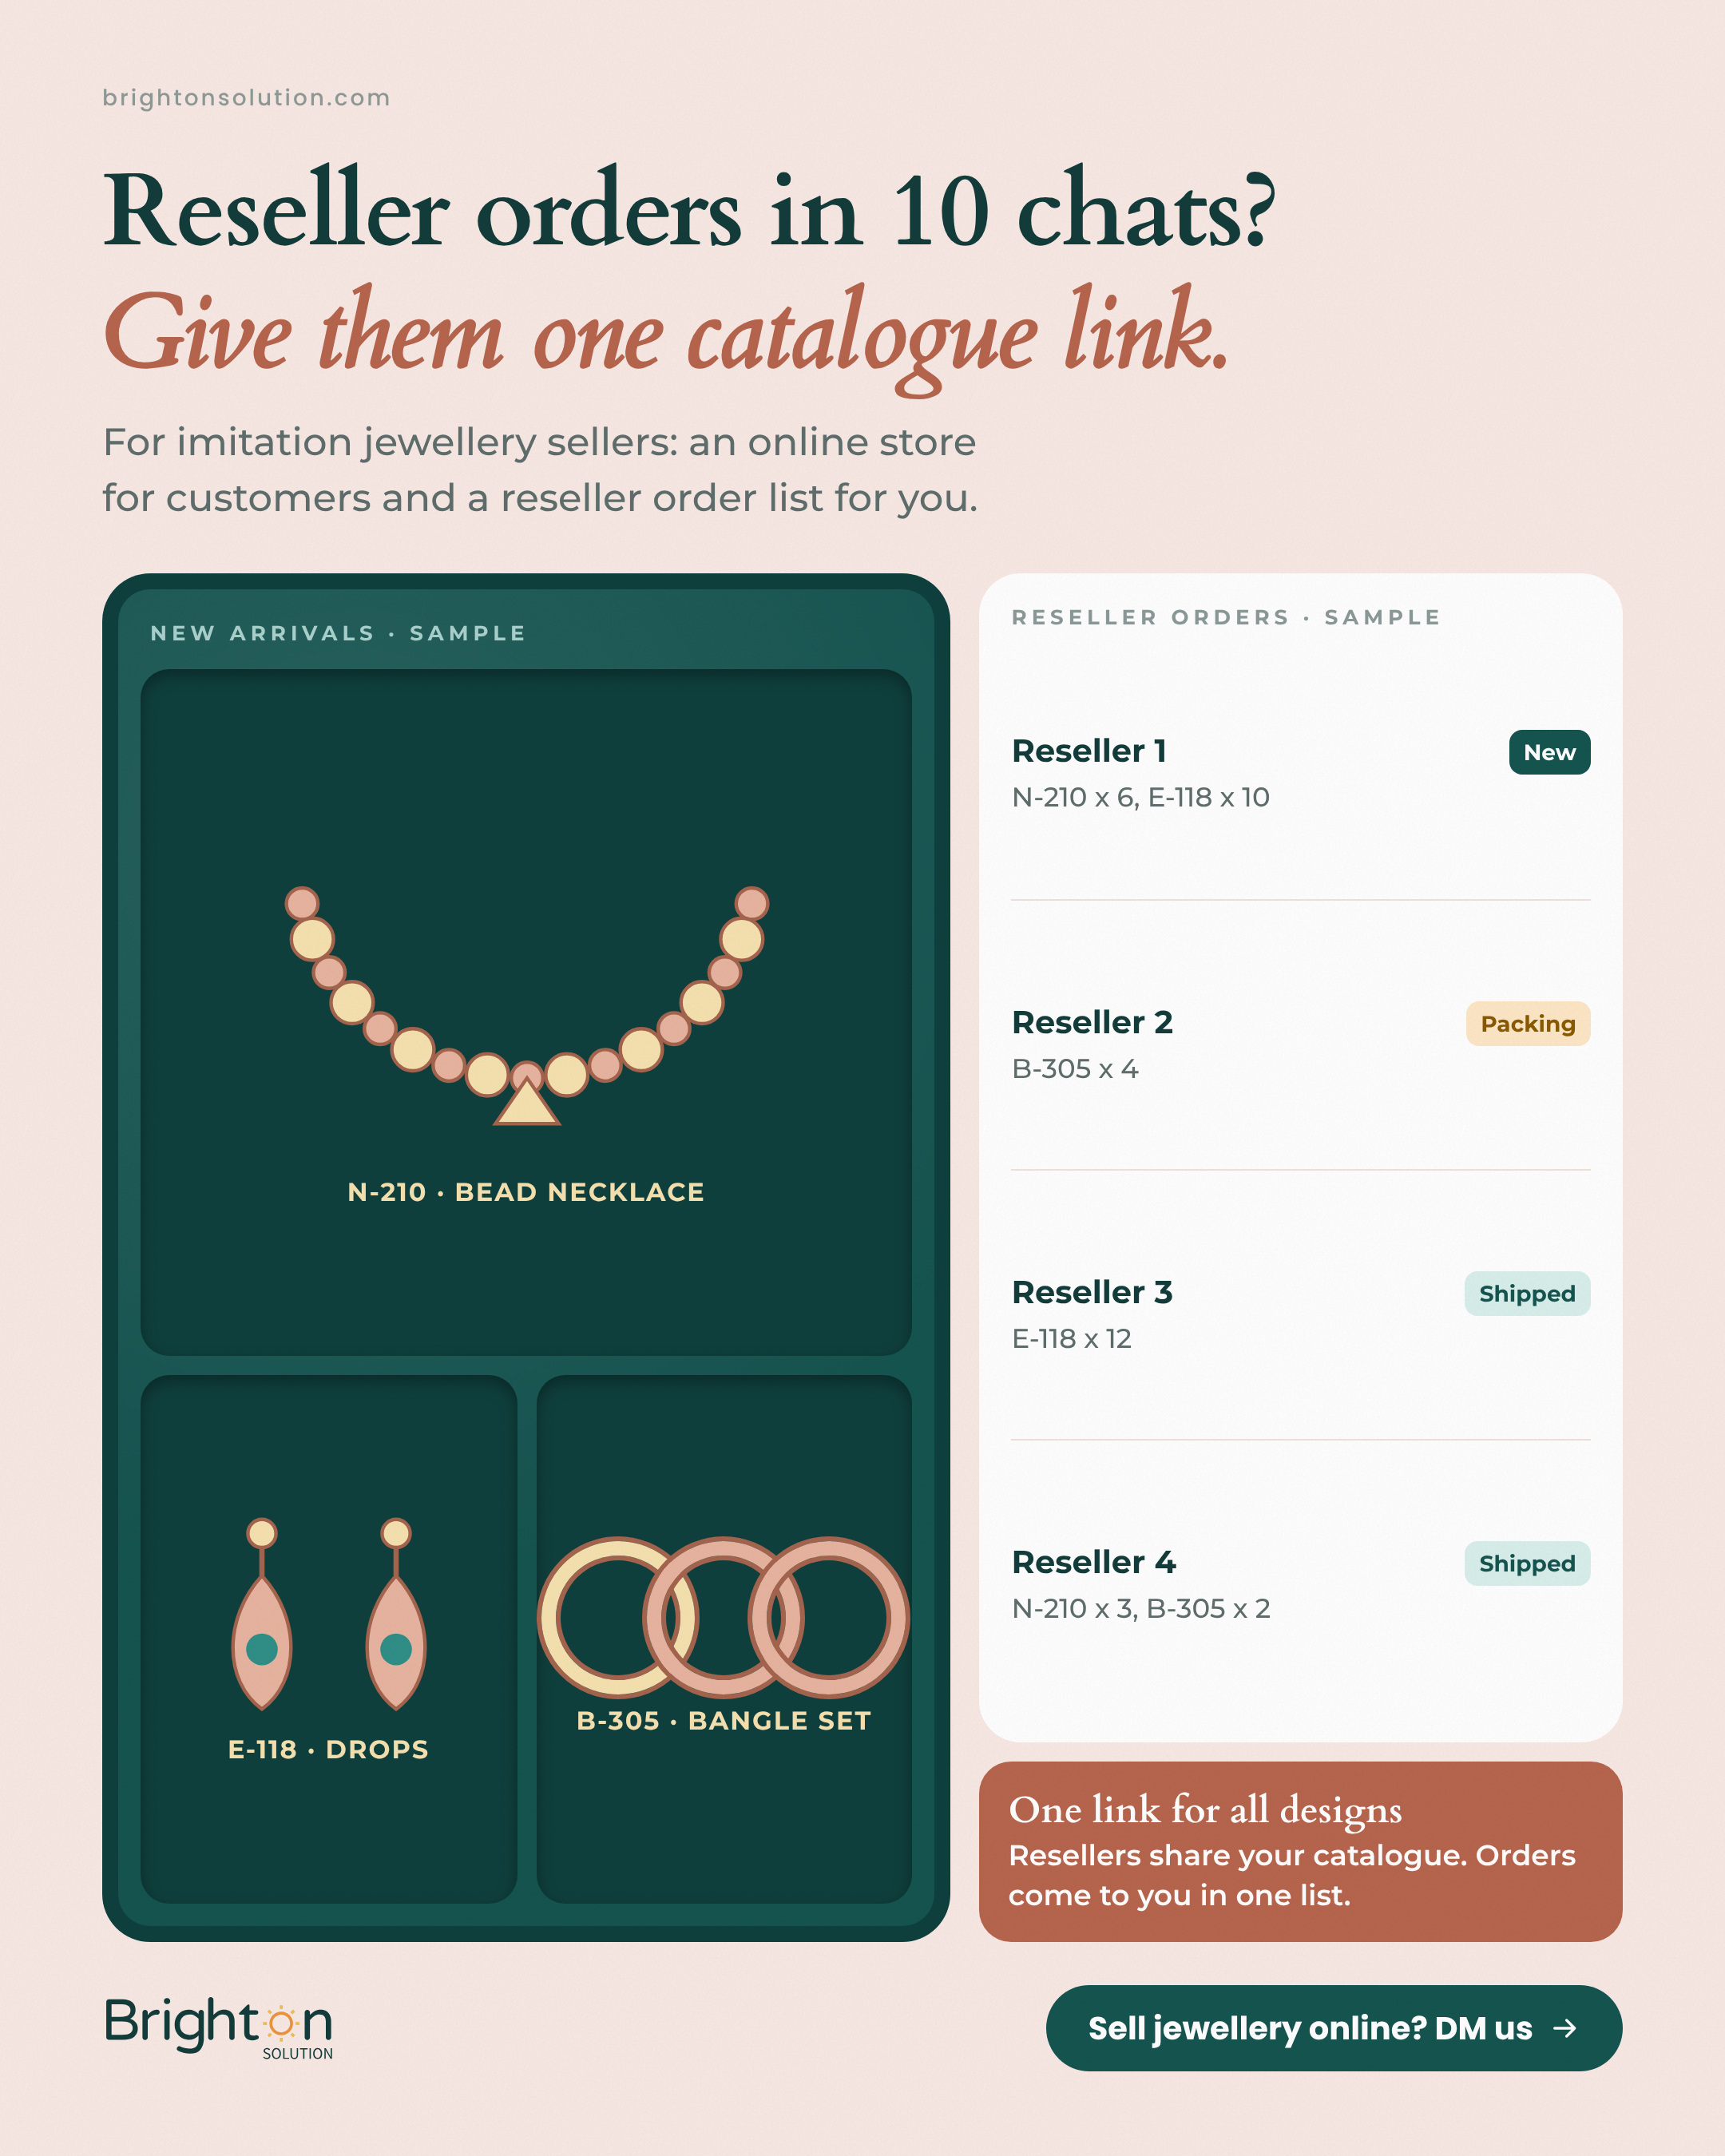 brightonsolution.com
Reseller orders in 10 chats?
Give them one catalogue link.
For imitation jewellery sellers: an online store
for customers and a reseller order list for you.
NEW ARRIVALS · SAMPLE
N-210 · BEAD NECKLACE
E-118 · DROPS
B-305 · BANGLE SET
RESELLER ORDERS · SAMPLE
Reseller 1
New
N-210 x 6, E-118 x 10
Reseller 2
Packing
B-305 x 4
Reseller 3
Shipped
E-118 x 12
Reseller 4
Shipped
N-210 x 3, B-305 x 2
One link for all designs
Resellers share your catalogue. Orders
come to you in one list.
Brighton
SOLUTION
Sell jewellery online? DM us →